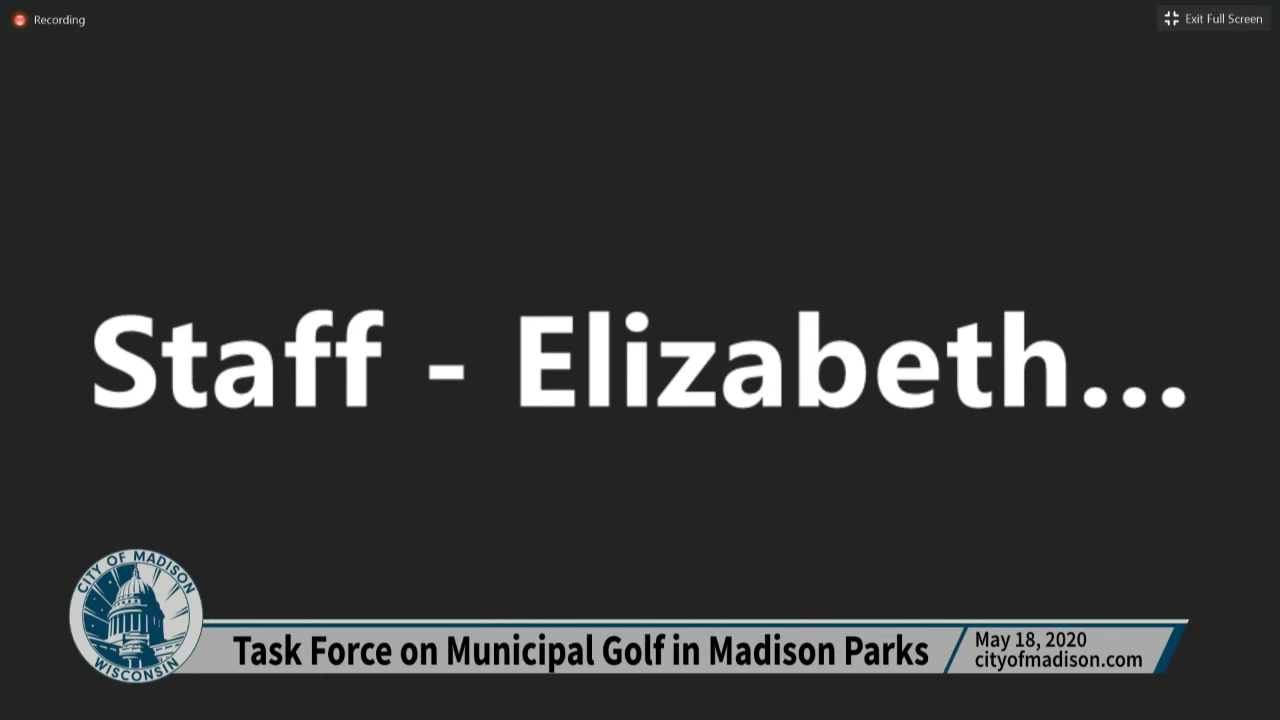 Recording
Exit Full Screen
Staff - Elizabeth...
CITY OF MADISON
WISCONSIN
Task Force on Municipal Golf in Madison Parks
May 18, 2020
cityofmadison.com